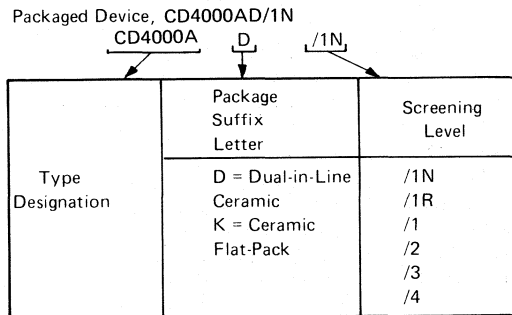 Packaged Device, CD4000AD/1N
CD4000A D /1N
Type
Designation
Package
Suffix
Letter
D = Dual-in-Line
Ceramic
K = Ceramic
Flat-Pack
Screening
Level
/1N
/1R
/1
/2
/3
/4